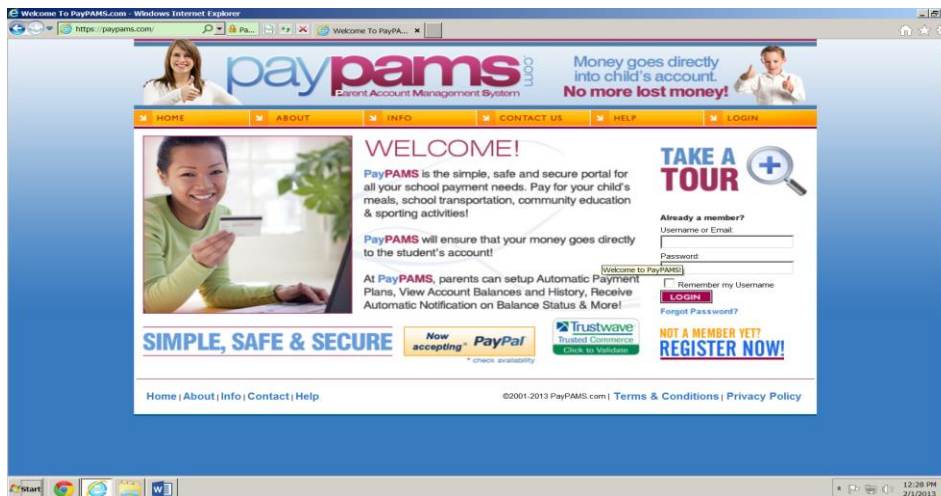 Welcome To PayPAMS.com - Windows Internet Explorer
https://paypams.com/
Pa...
Welcome To PayPA...
paypams.com
Parent Account Management System
Money goes directly
into child's account.
No more lost money!
HOME
ABOUT
INFO
CONTACT US
HELP
LOGIN
WELCOME!
PayPAMS is the simple, safe and secure portal for
all your school payment needs. Pay for your child's
meals, school transportation, community education
& sporting activities!
PayPAMS will ensure that your money goes directly
to the student's account!
At PayPAMS, parents can setup Automatic Payment
Plans, View Account Balances and History, Receive
Automatic Notification on Balance Status & More!
TAKE A
TOUR
Already a member?
Username or Email:
Password:
Welcome to PayPAMS!
Remember my Username
LOGIN
Forgot Password?
NOT A MEMBER YET?
REGISTER NOW!
SIMPLE, SAFE & SECURE
Now
accepting* PayPal
* check availability
Trustwave
Trusted Commerce
Click to Validate
Home | About | Info | Contact | Help
©2001-2013 PayPAMS.com | Terms & Conditions | Privacy Policy
Start
12:28 PM
2/1/2013